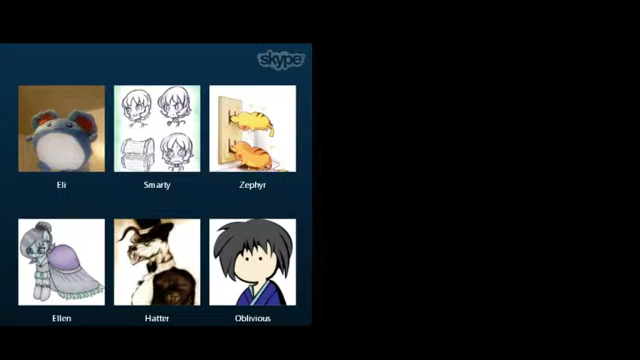 skype
Eli
Smarty
Zephyr
Ellen
Hatter
Oblivious